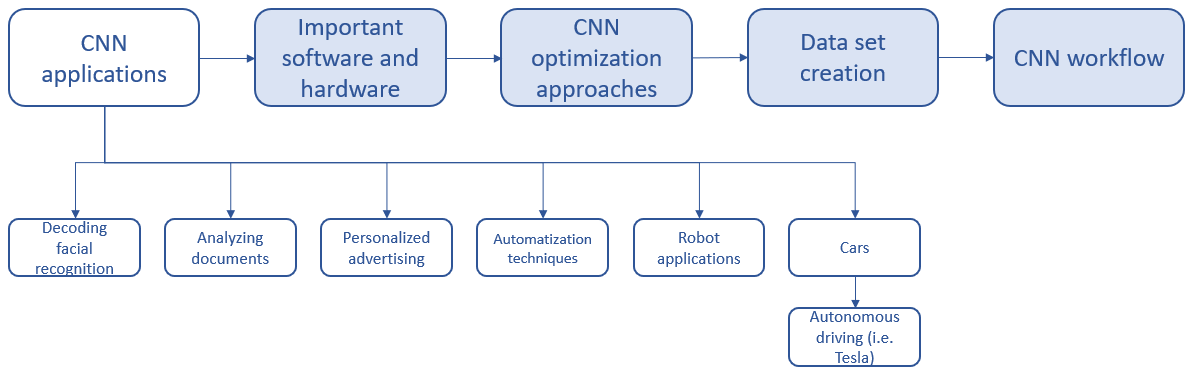 CNN
applications
Important
software and
hardware
CNN
optimization
approaches
Data set
creation
CNN workflow
Decoding
facial
recognition
Analyzing
documents
Personalized
advertising
Automatization
techniques
Robot
applications
Cars
Autonomous
driving (i.e.
Tesla)